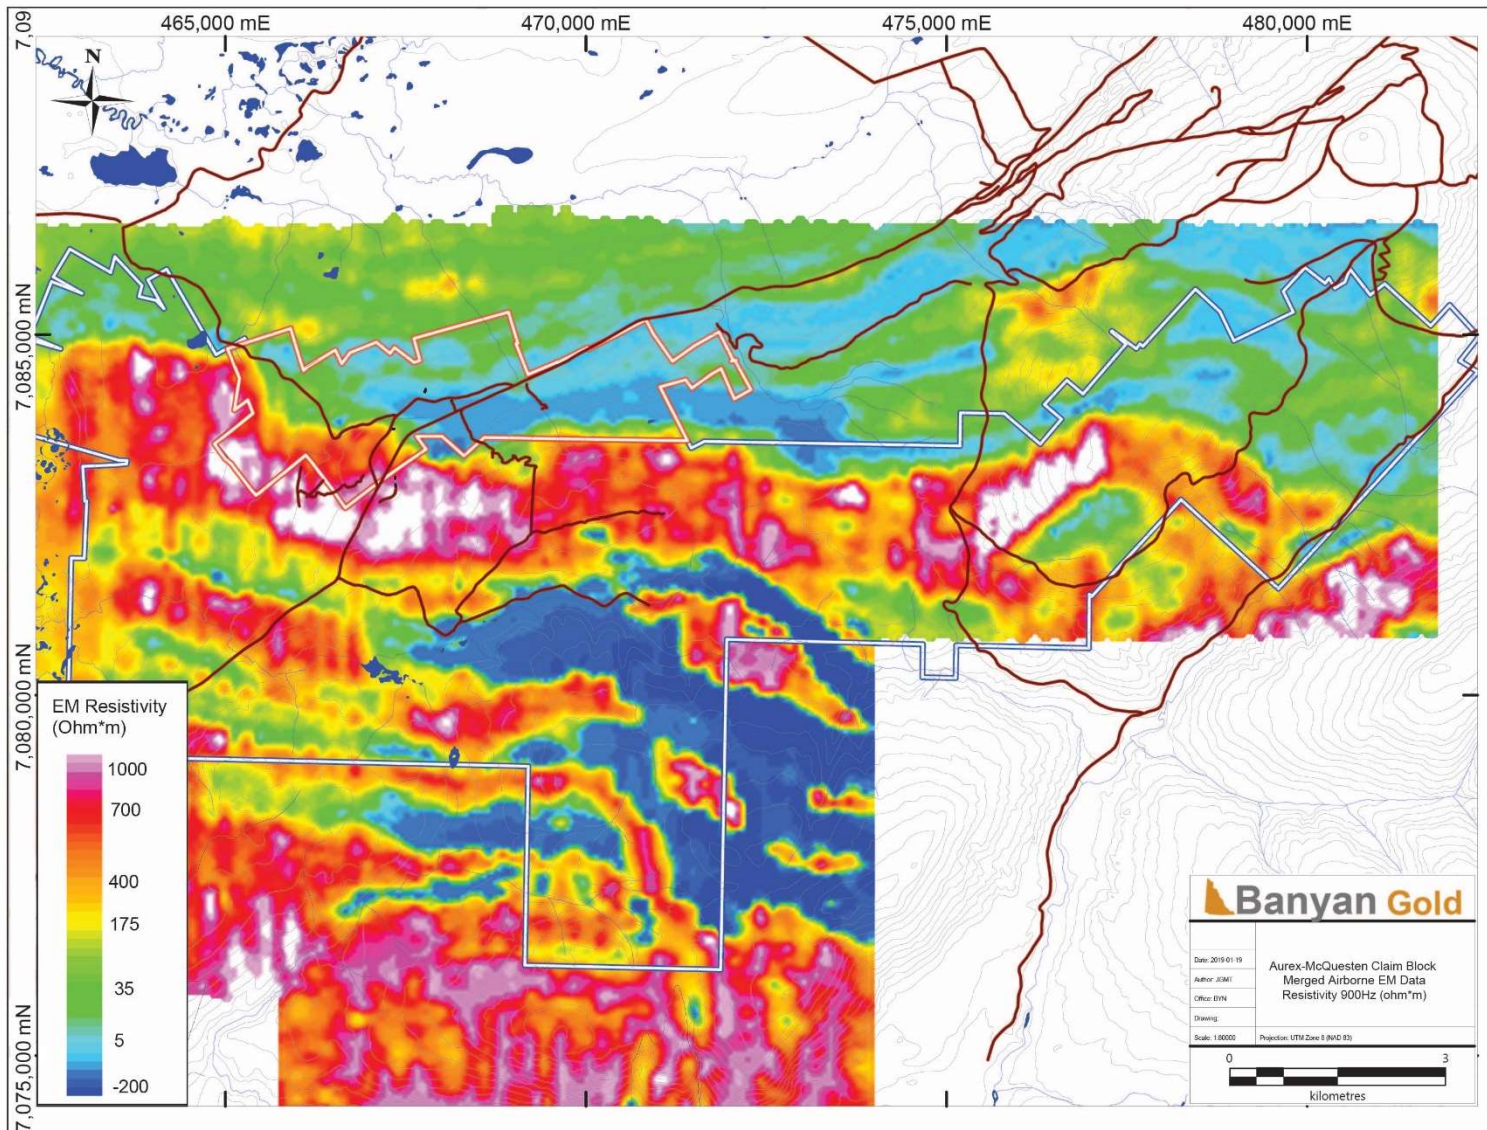 465,000 mE
470,000 mE
475,000 mE
480,000 mE
7,09
N
7,085,000 mN
7,080,000 mN
7,075,000 mN
EM Resistivity
(Ohm*m)
1000
700
400
175
35
5
-200
Banyan Gold
Date: 2019-01-19
Author: JGMT
Office: BYN
Drawing:
Scale: 1:80000
Projection: UTM Zone 8 (NAD 83)
Aurex-McQuesten Claim Block
Merged Airborne EM Data
Resistivity 900Hz (ohm*m)
0
3
kilometres